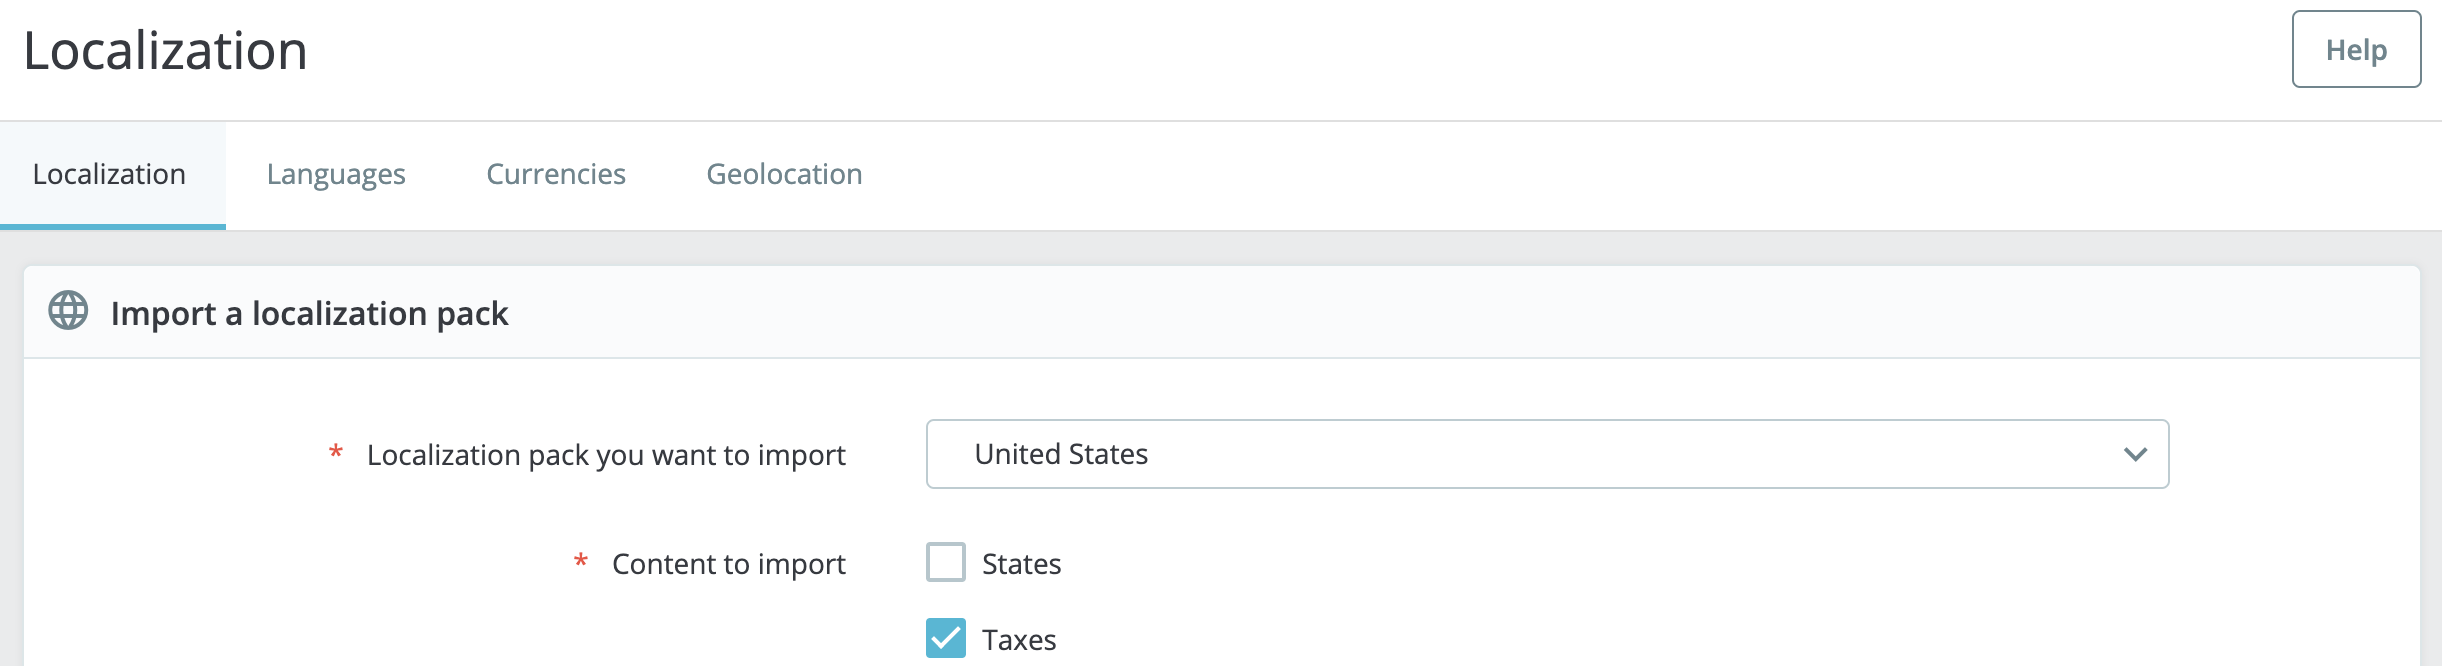 Localization
Help
Localization Languages Currencies Geolocation
Import a localization pack
* Localization pack you want to import United States
* Content to import States
Taxes